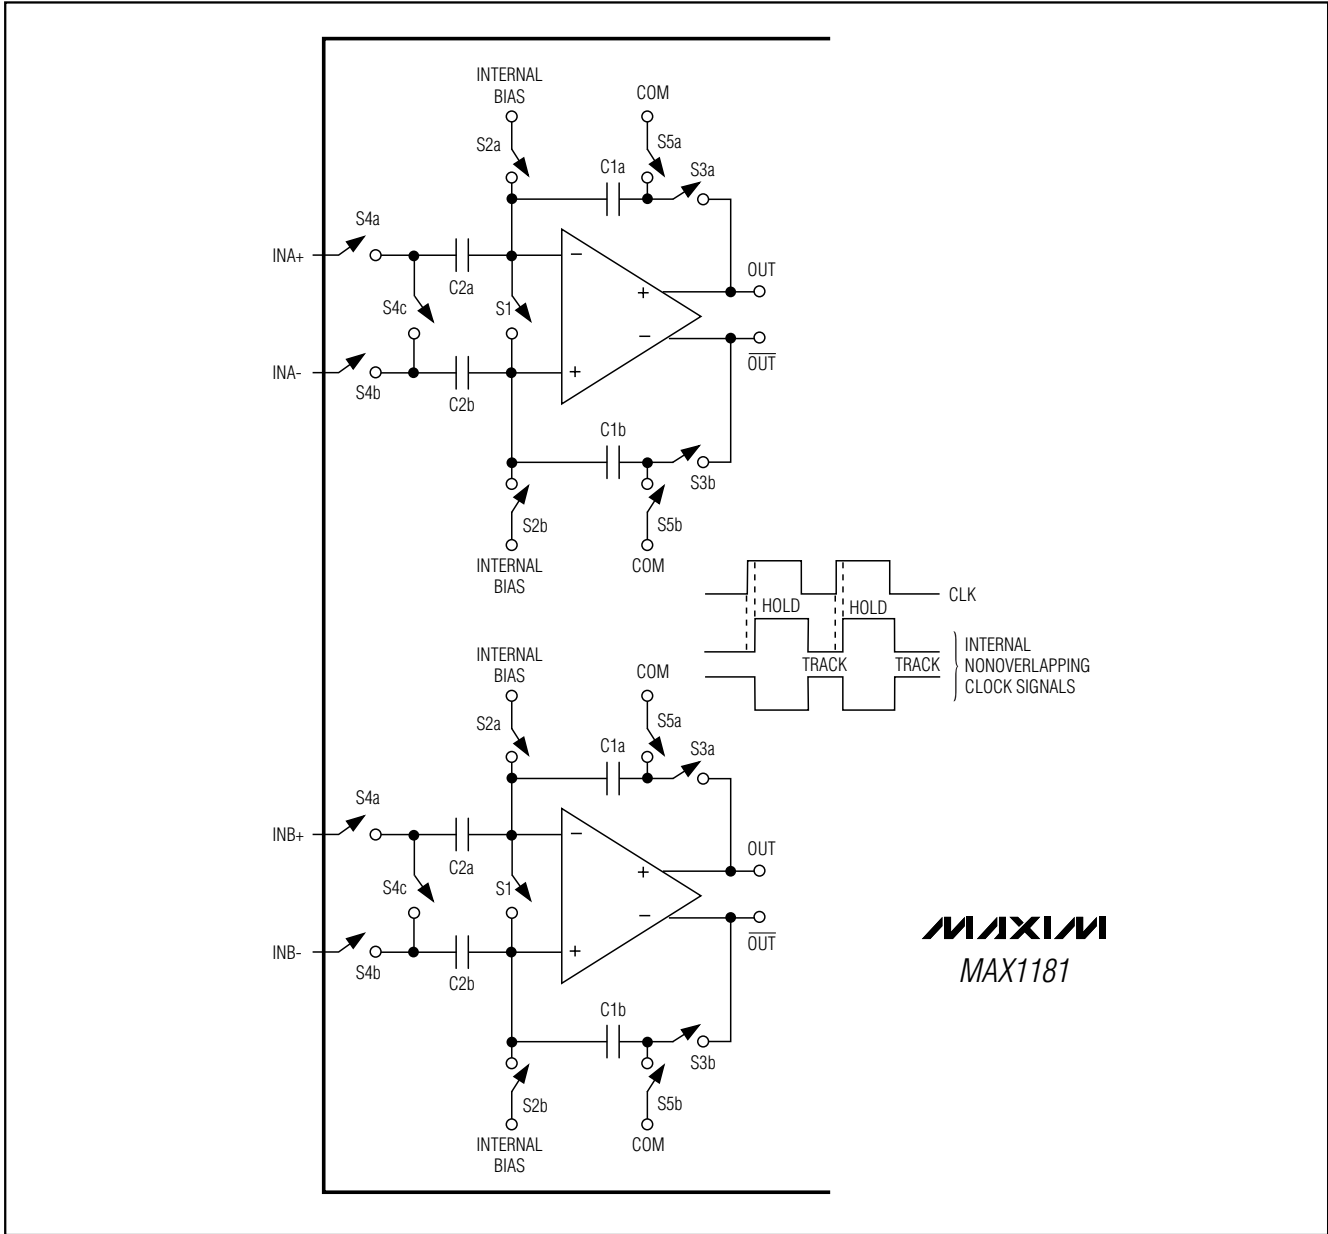 INTERNAL
BIAS
COM
S2a
S5a
C1a
S3a
S4a
INA+
−
C2a
OUT
+
S4c
S1
−
OUT
INA-
+
S4b
C2b
C1b
S3b
S2b
S5b
INTERNAL
BIAS
COM
CLK
HOLD
HOLD
TRACK
TRACK
INTERNAL
NONOVERLAPPING
CLOCK SIGNALS
INTERNAL
BIAS
COM
S2a
S5a
C1a
S3a
S4a
INB+
−
C2a
OUT
+
S4c
S1
−
OUT
INB-
+
S4b
C2b
C1b
S3b
S2b
S5b
INTERNAL
BIAS
COM
MAXIM
MAX1181